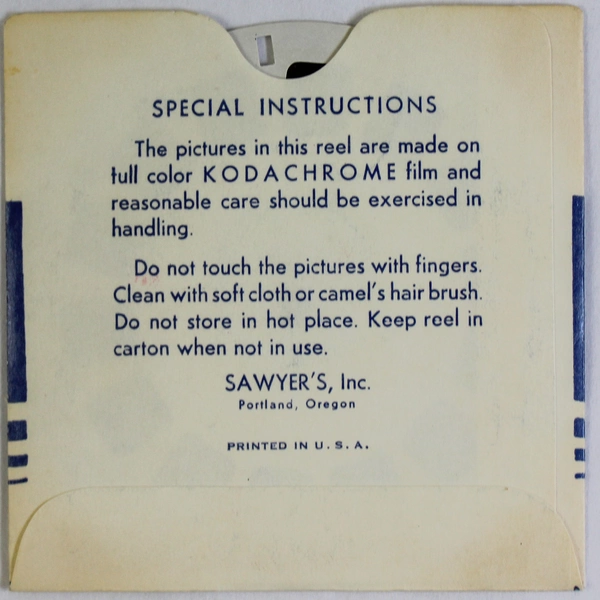 SPECIAL INSTRUCTIONS
The pictures in this reel are made on
full color KODACHROME film and
reasonable care should be exercised in
handling.
Do not touch the pictures with fingers.
Clean with soft cloth or camel's hair brush.
Do not store in hot place. Keep reel in
carton when not in use.
SAWYER'S, Inc.
Portland, Oregon
PRINTED IN U. S. A.